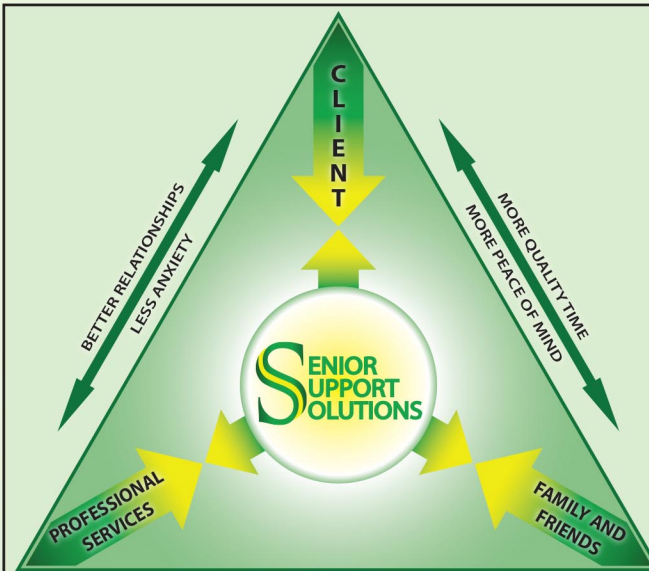 CLIENT
BETTER RELATIONSHIPS
LESS ANXIETY
MORE QUALITY TIME
MORE PEACE OF MIND
SENIOR
SUPPORT
SOLUTIONS
PROFESSIONAL
SERVICES
FAMILY AND
FRIENDS